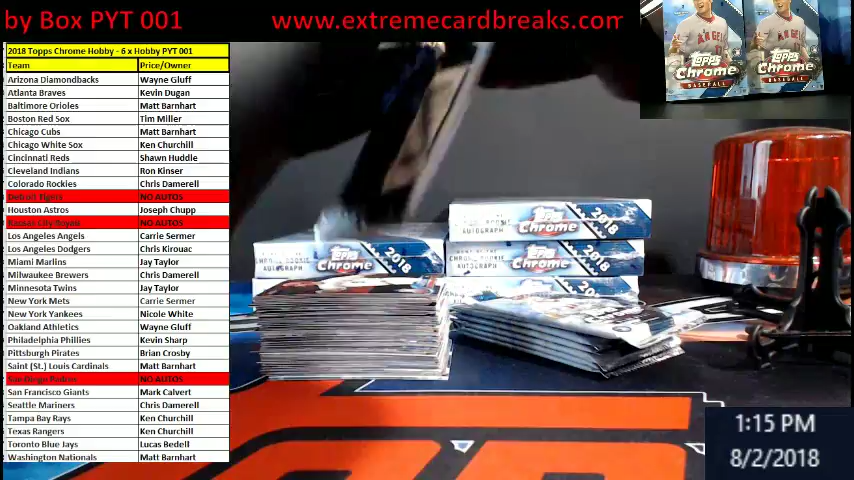 by Box PYT 001
www.extremecardbreaks.com
2018 Topps Chrome Hobby - 6 x Hobby PYT 001
Team Price/Owner
Arizona Diamondbacks Wayne Gluff
Atlanta Braves Kevin Dugan
Baltimore Orioles Matt Barnhart
Boston Red Sox Tim Miller
Chicago Cubs Matt Barnhart
Chicago White Sox Ken Churchill
Cincinnati Reds Shawn Huddle
Cleveland Indians Ron Kinser
Colorado Rockies Chris Damerell
Detroit Tigers NO AUTOS
Houston Astros Joseph Chupp
Kansas City Royals NO AUTOS
Los Angeles Angels Carrie Sermer
Los Angeles Dodgers Chris Kirouac
Miami Marlins Jay Taylor
Milwaukee Brewers Chris Damerell
Minnesota Twins Jay Taylor
New York Mets Carrie Sermer
New York Yankees Nicole White
Oakland Athletics Wayne Gluff
Philadelphia Phillies Kevin Sharp
Pittsburgh Pirates Brian Crosby
Saint (St.) Louis Cardinals Matt Barnhart
San Diego Padres NO AUTOS
San Francisco Giants Mark Calvert
Seattle Mariners Chris Damerell
Tampa Bay Rays Ken Churchill
Texas Rangers Ken Churchill
Toronto Blue Jays Lucas Bedell
Washington Nationals Matt Barnhart
ANGEL
Topps
Chrome
BASEBALL
Topps
Chrome
BASEBALL
AUTOGRAPH
Topps
Chrome
2018
AUTOGRAPH
Topps
Chrome
2018
AUTOGRAPH
Topps
Chrome
2018
1:15 PM
8/2/2018